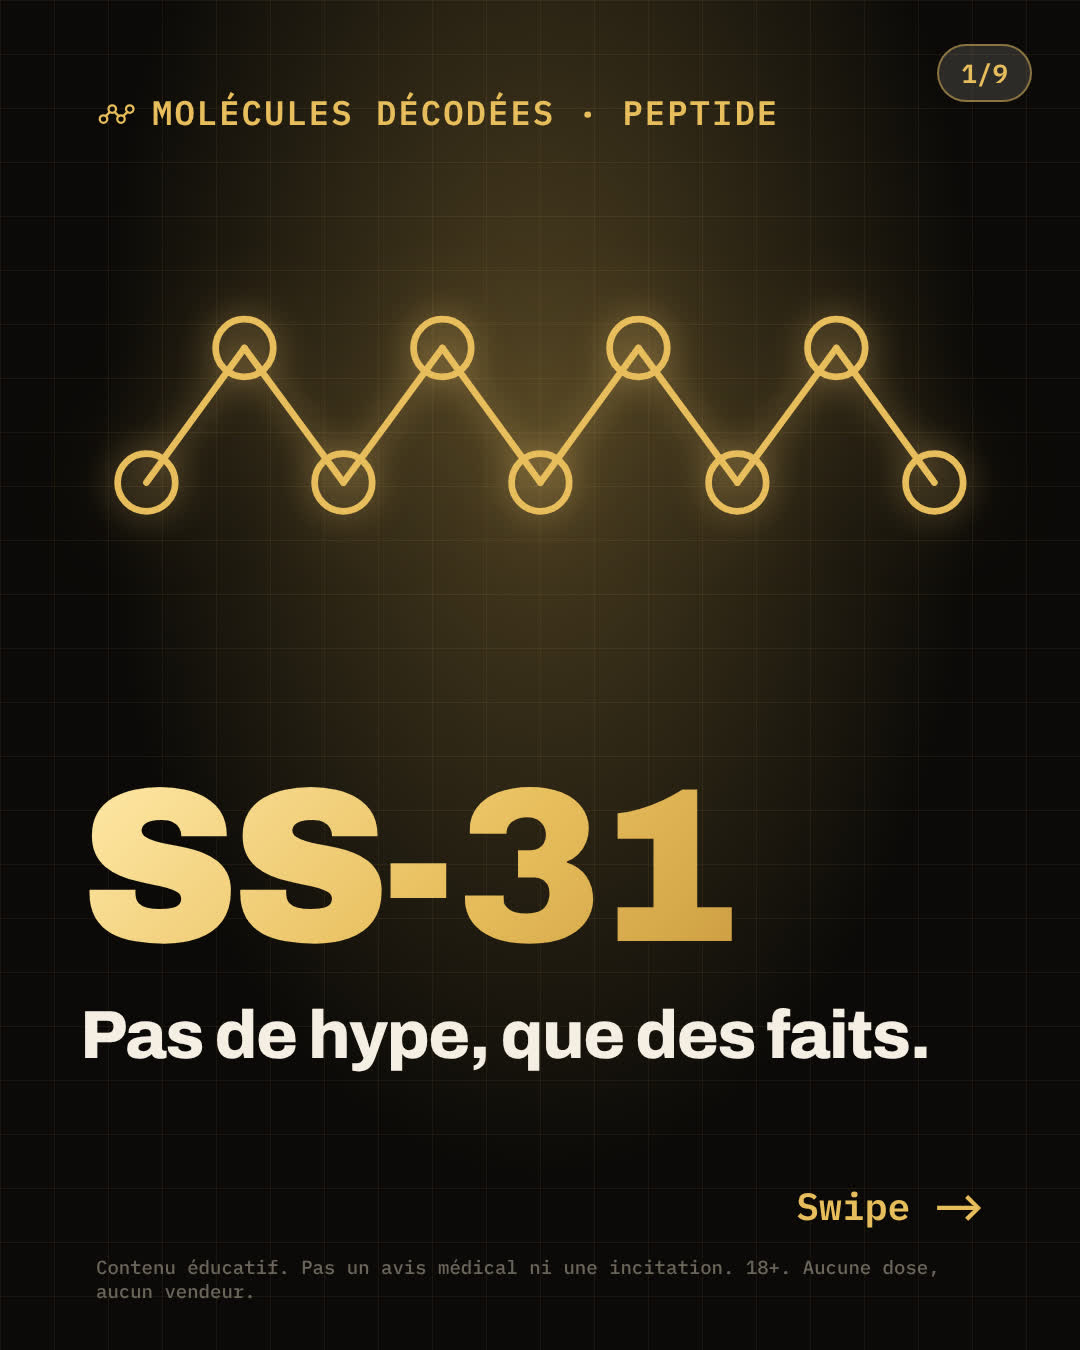 1/9
MOLÉCULES DÉCODÉES · PEPTIDE
SS-31
Pas de hype, que des faits.
Swipe →
Contenu éducatif. Pas un avis médical ni une incitation. 18+. Aucune dose,
aucun vendeur.